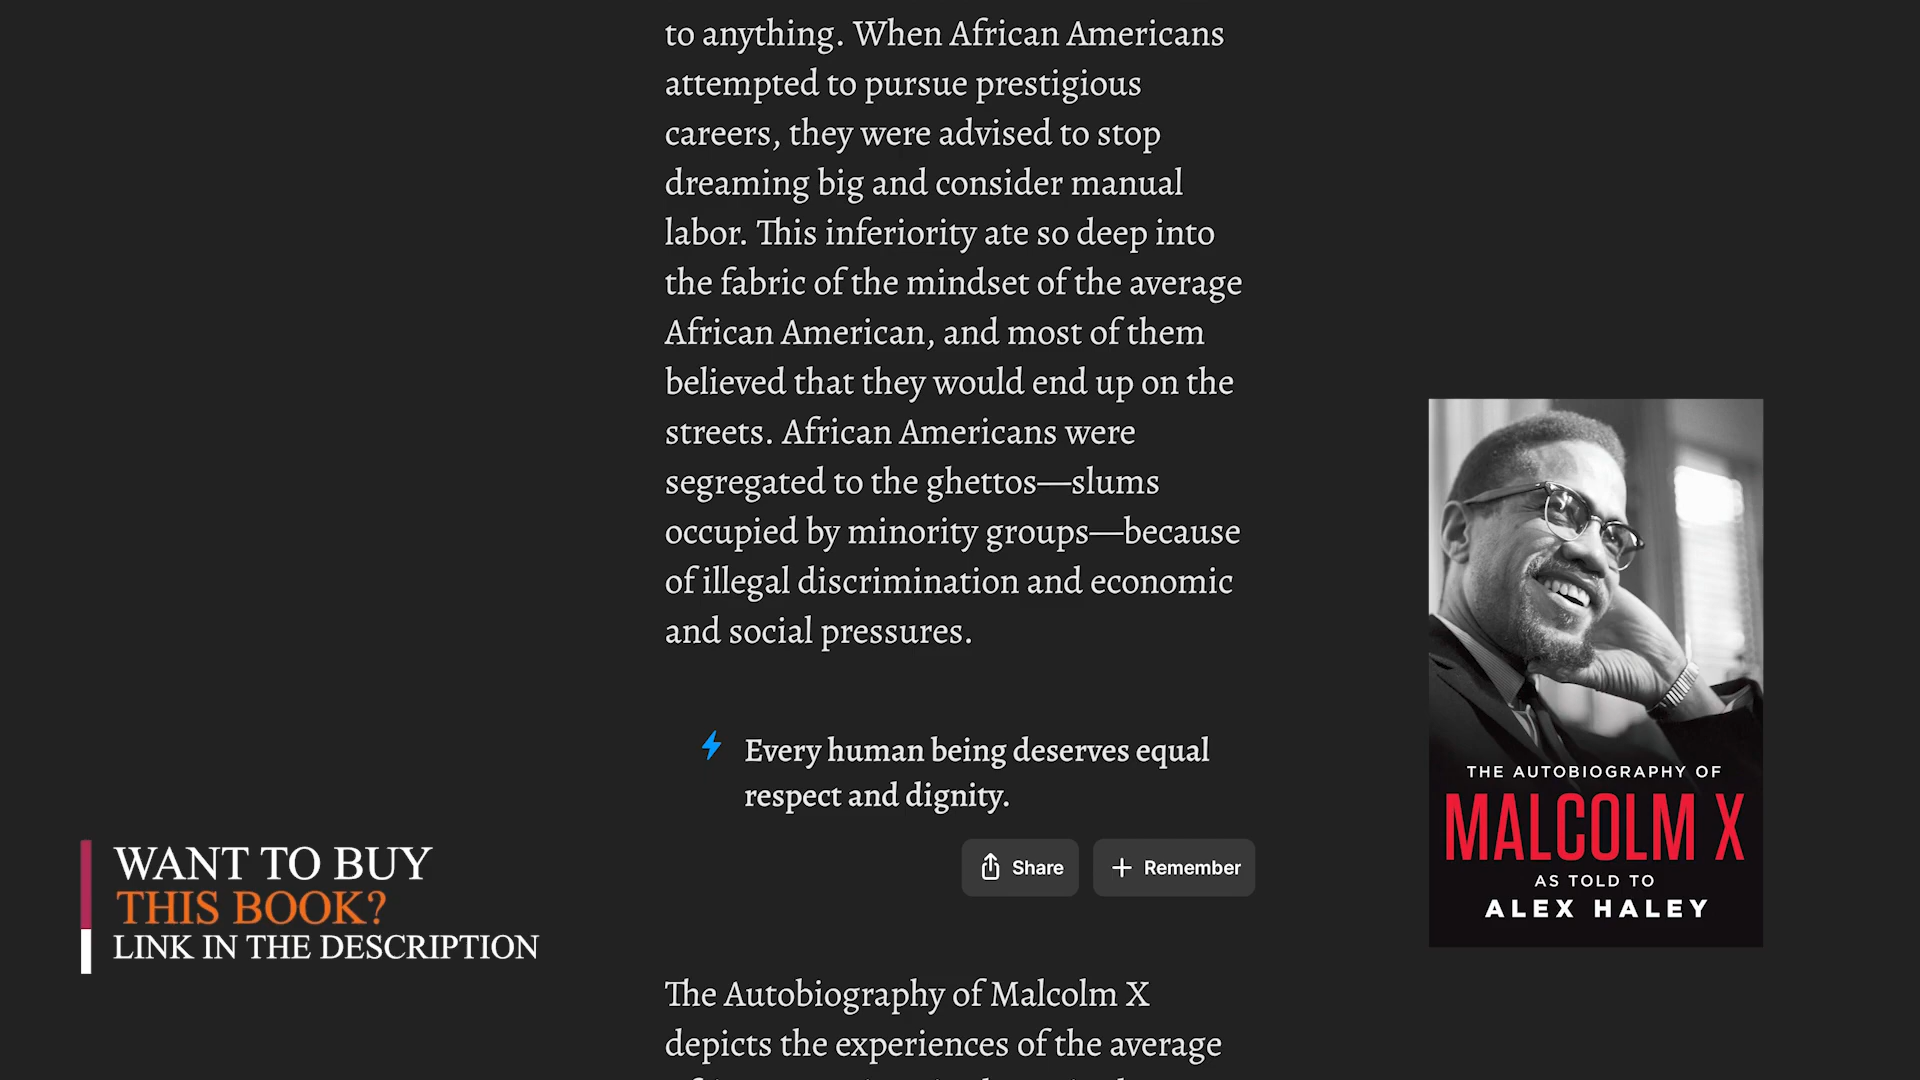 to anything. When African Americans
attempted to pursue prestigious
careers, they were advised to stop
dreaming big and consider manual
labor. This inferiority ate so deep into
the fabric of the mindset of the average
African American, and most of them
believed that they would end up on the
streets. African Americans were
segregated to the ghettos—slums
occupied by minority groups—because
of illegal discrimination and economic
and social pressures.
Every human being deserves equal
respect and dignity.
Share
Remember
The Autobiography of Malcolm X
depicts the experiences of the average
WANT TO BUY
THIS BOOK?
LINK IN THE DESCRIPTION
THE AUTOBIOGRAPHY OF
MALCOLM X
AS TOLD TO
ALEX HALEY